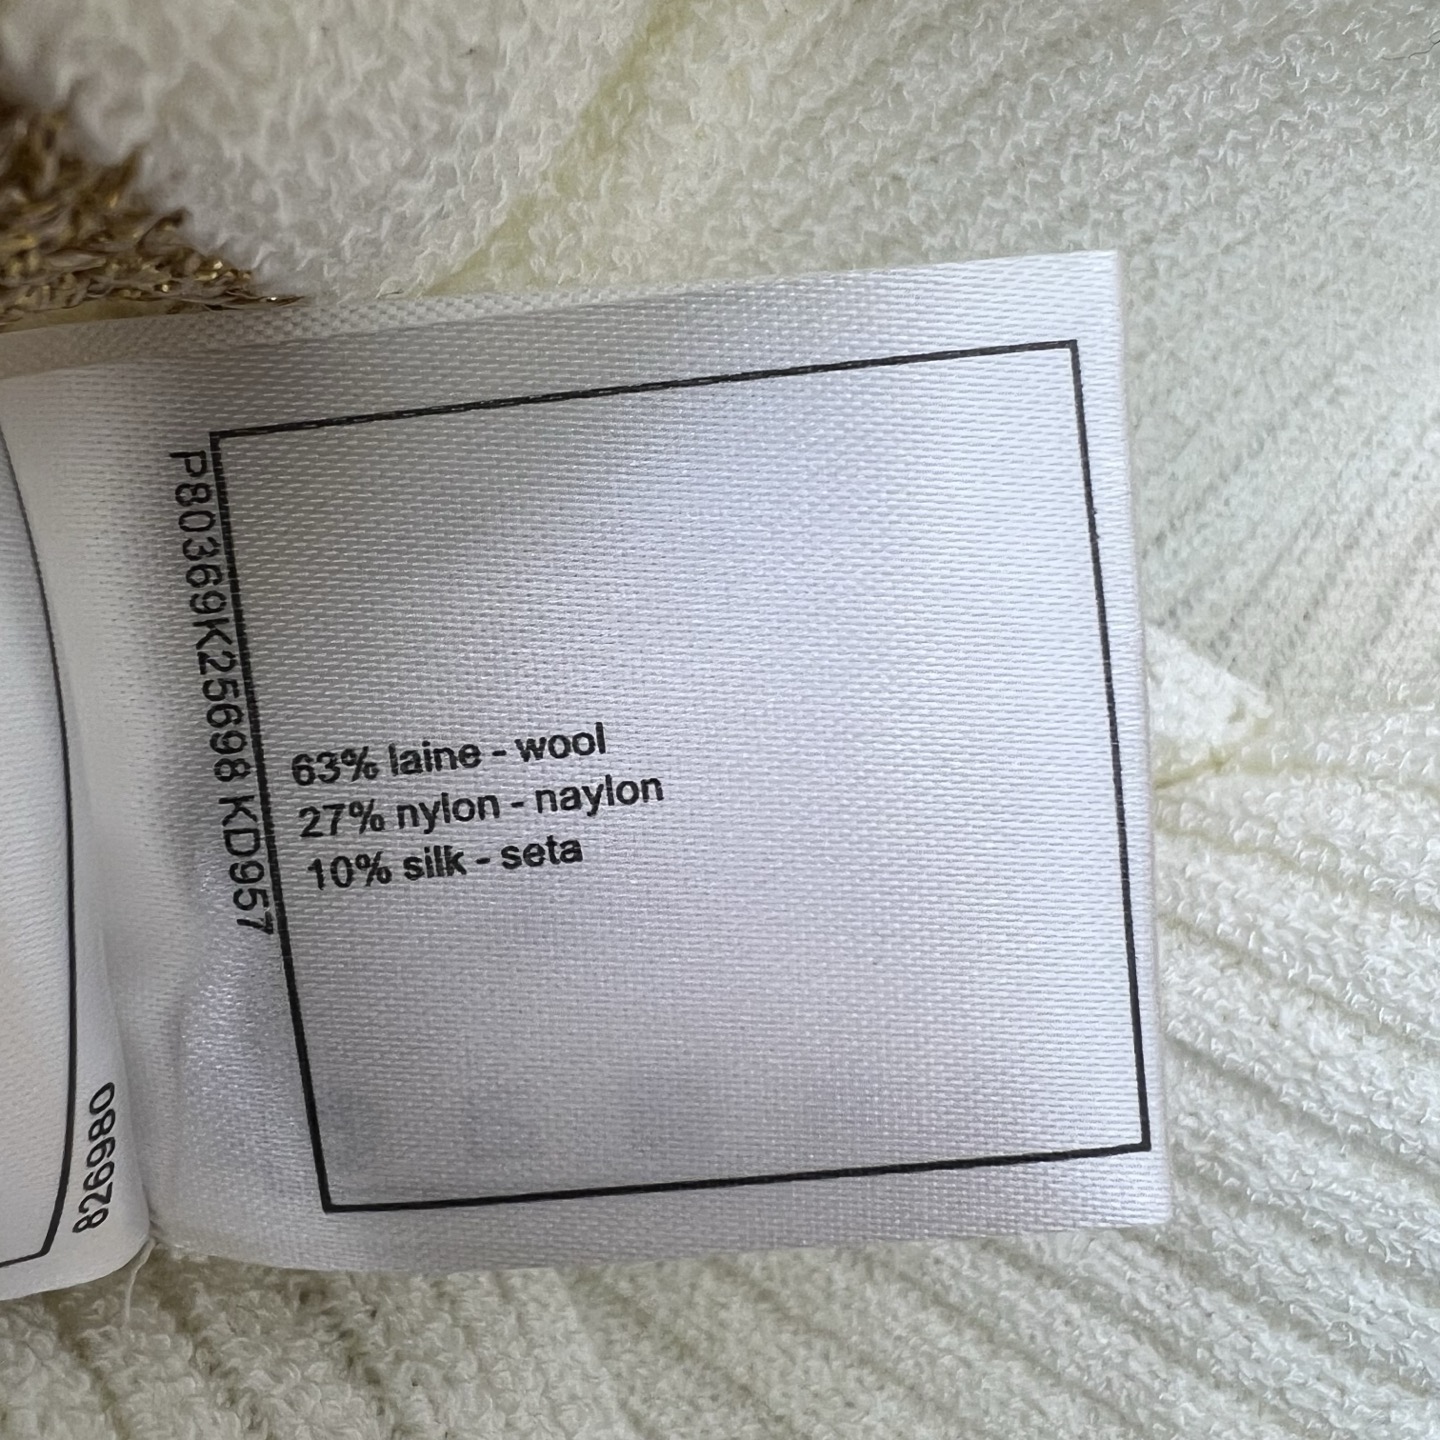 P80369K25698 KD957
63% laine - wool
27% nylon - naylon
10% silk - seta
826980